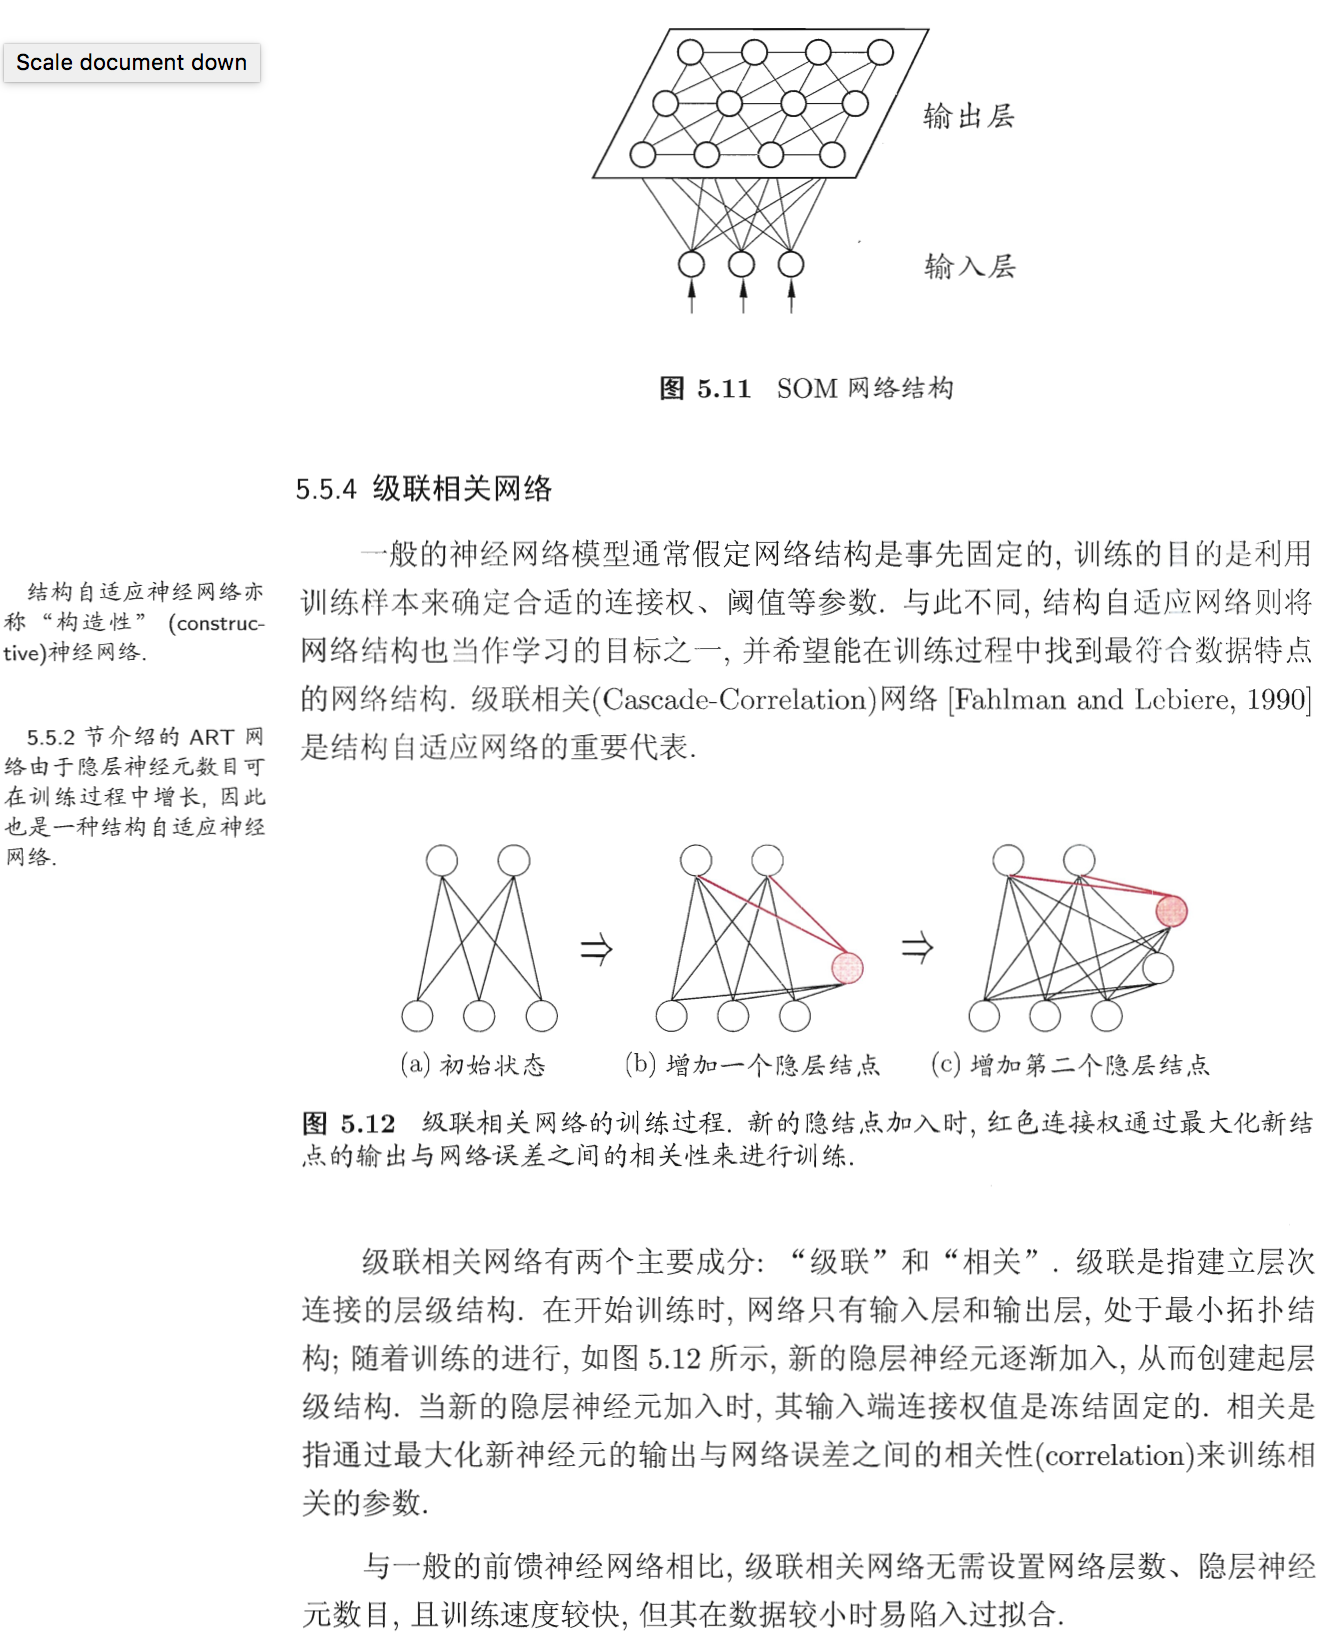 Scale document down
输出层
输入层
图 5.11 SOM 网络结构
5.5.4 级联相关网络
一般的神经网络模型通常假定网络结构是事先固定的, 训练的目的是利用
训练样本来确定合适的连接权、阈值等参数. 与此不同, 结构自适应网络则将
网络结构也当作学习的目标之一, 并希望能在训练过程中找到最符合数据特点
的网络结构. 级联相关(Cascade-Correlation)网络 [Fahlman and Lebiere, 1990]
是结构自适应网络的重要代表.
结构自适应神经网络亦
称“构造性” (construc-
tive)神经网络.
5.5.2 节介绍的 ART 网
络由于隐层神经元数目可
在训练过程中增长, 因此
也是一种结构自适应神经
网络.
(a) 初始状态
(b) 增加一个隐层结点
(c) 增加第二个隐层结点
图 5.12 级联相关网络的训练过程. 新的隐结点加入时, 红色连接权通过最大化新结
点的输出与网络误差之间的相关性来进行训练.
级联相关网络有两个主要成分: “级联”和“相关”. 级联是指建立层次
连接的层级结构. 在开始训练时, 网络只有输入层和输出层, 处于最小拓扑结
构; 随着训练的进行, 如图 5.12 所示, 新的隐层神经元逐渐加入, 从而创建起层
级结构. 当新的隐层神经元加入时, 其输入端连接权值是冻结固定的. 相关是
指通过最大化新神经元的输出与网络误差之间的相关性(correlation)来训练相
关的参数.
与一般的前馈神经网络相比, 级联相关网络无需设置网络层数、隐层神经
元数目, 且训练速度较快, 但其在数据较小时易陷入过拟合.